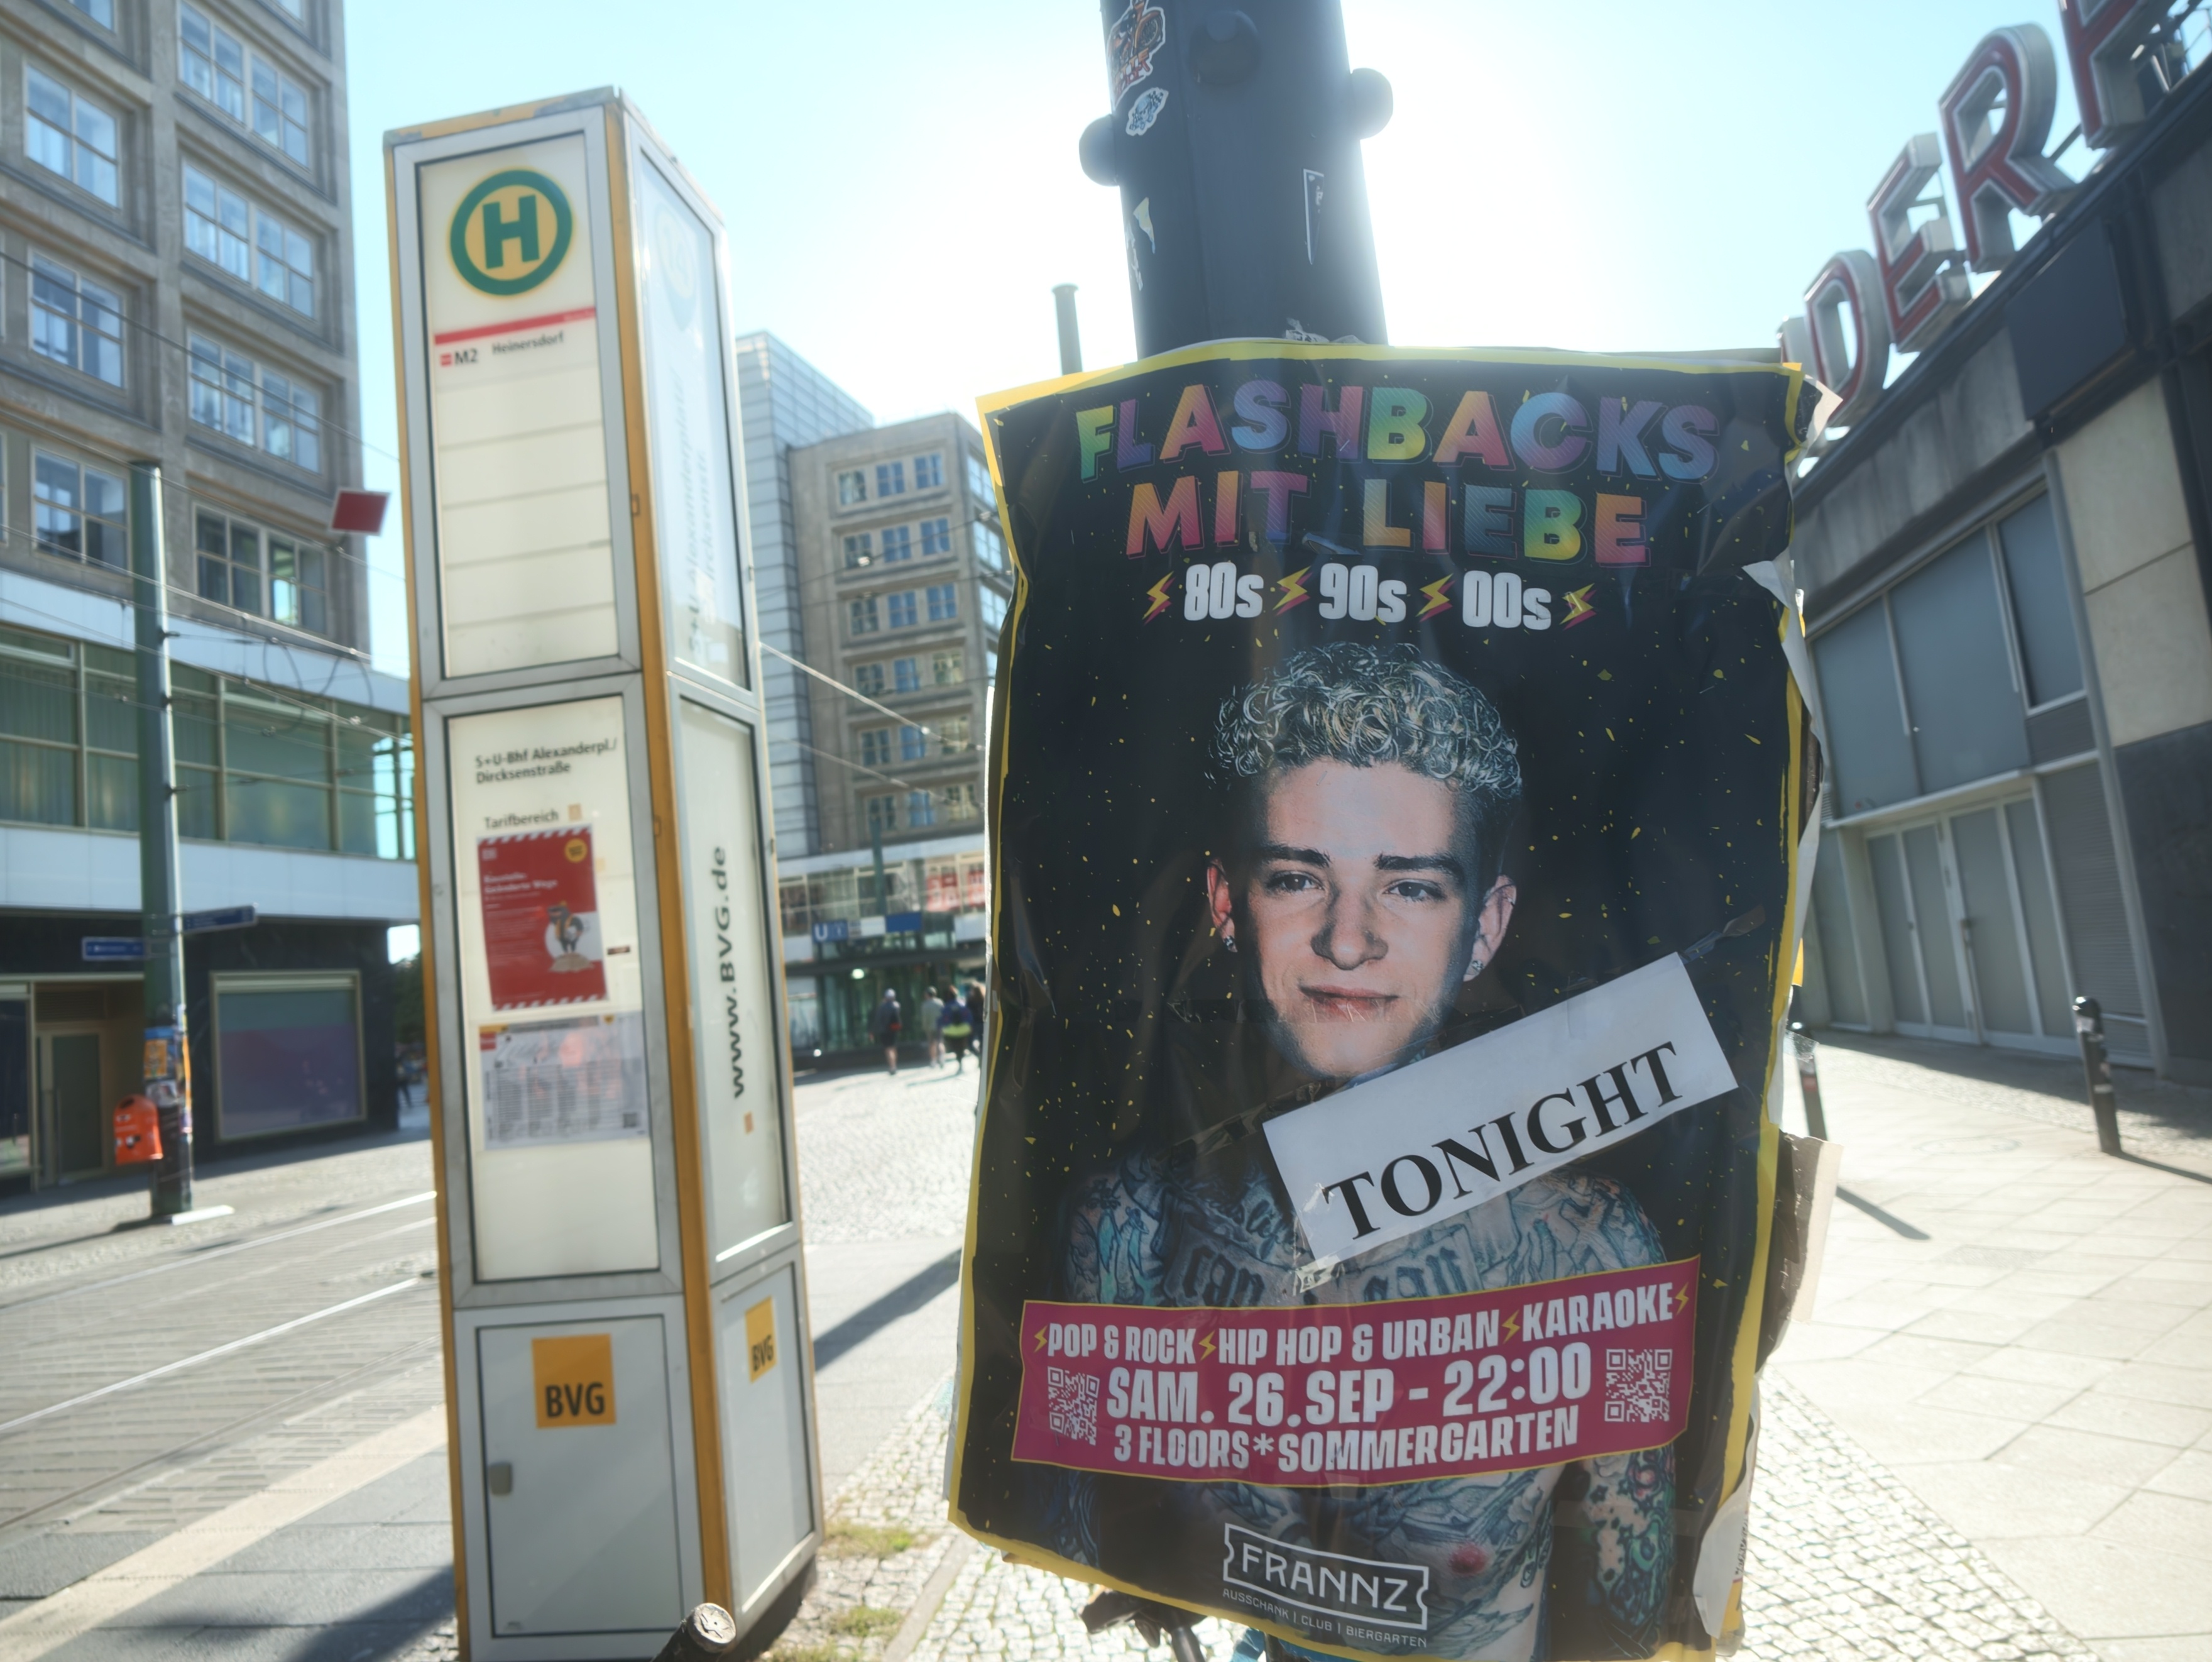 H
M2 Heinersdorf
S+U-Bhf Alexanderpl./
Dircksenstraße
Tarifbereich
www.BVG.de
BVG
BVG
U
DER
FLASHBACKS
MIT LIEBE
80s 90s 00s
TONIGHT
POP & ROCK HIP HOP & URBAN KARAOKE
SAM. 26.SEP - 22:00
3 FLOORS*SOMMERGARTEN
FRANNZ
AUSSCHANK | CLUB | BIERGARTEN